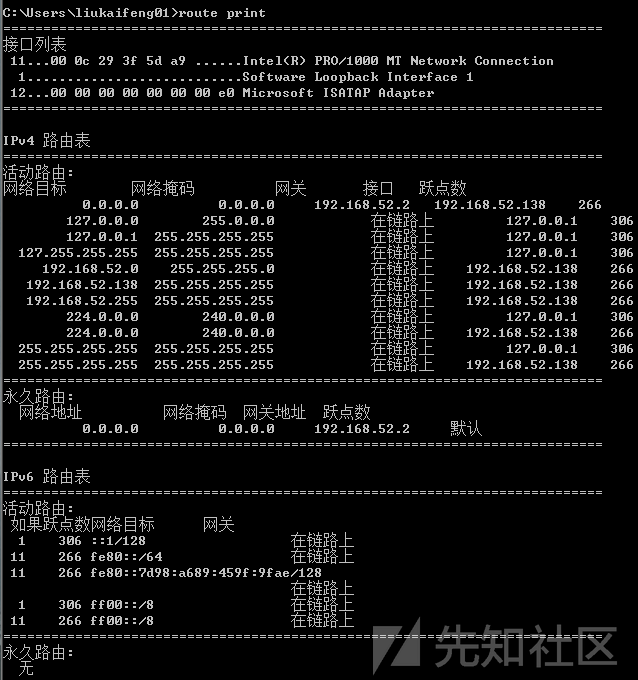 C:\Users\liukaifeng01>route print
===========================================================================
接口列表
 11...00 0c 29 3f 5d a9 ......Intel(R) PRO/1000 MT Network Connection
  1...........................Software Loopback Interface 1
 12...00 00 00 00 00 00 00 e0 Microsoft ISATAP Adapter
===========================================================================
IPv4 路由表
===========================================================================
活动路由:
网络目标 网络掩码 网关 接口 跃点数
0.0.0.0 0.0.0.0 192.168.52.2 192.168.52.138 266
127.0.0.0 255.0.0.0 在链路上 127.0.0.1 306
127.0.0.1 255.255.255.255 在链路上 127.0.0.1 306
127.255.255.255 255.255.255.255 在链路上 127.0.0.1 306
192.168.52.0 255.255.255.0 在链路上 192.168.52.138 266
192.168.52.138 255.255.255.255 在链路上 192.168.52.138 266
192.168.52.255 255.255.255.255 在链路上 192.168.52.138 266
224.0.0.0 240.0.0.0 在链路上 127.0.0.1 306
224.0.0.0 240.0.0.0 在链路上 192.168.52.138 266
255.255.255.255 255.255.255.255 在链路上 127.0.0.1 306
255.255.255.255 255.255.255.255 在链路上 192.168.52.138 266
===========================================================================
永久路由:
网络地址 网络掩码 网关地址 跃点数
0.0.0.0 0.0.0.0 192.168.52.2 默认
===========================================================================
IPv6 路由表
===========================================================================
活动路由:
如果跃点数网络目标 网关
1 306 ::1/128 在链路上
11 266 fe80::/64 在链路上
11 266 fe80::7d98:a689:459f:9fae/128
在链路上
1 306 ff00::/8 在链路上
11 266 ff00::/8 在链路上
===========================================================================
永久路由:
无
先知社区